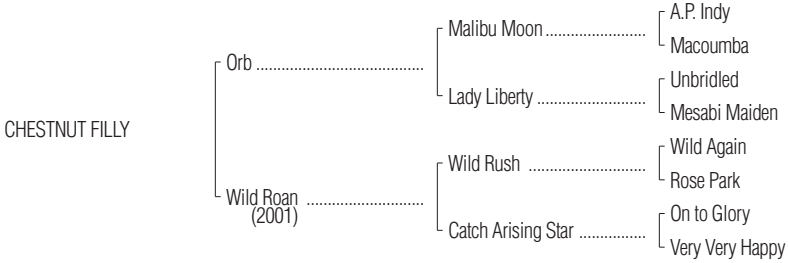 A.P. Indy
Malibu Moon
Macoumba
Orb
Unbridled
Lady Liberty
Mesabi Maiden
CHESTNUT FILLY
Wild Again
Wild Rush
Rose Park
Wild Roan
(2001)
On to Glory
Catch Arising Star
Very Very Happy